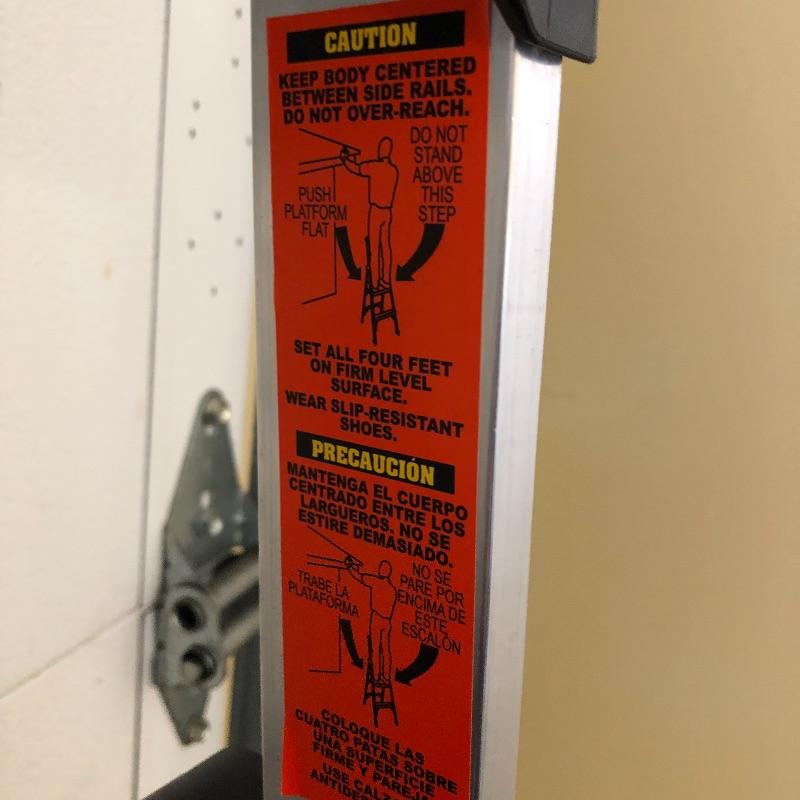 CAUTION
KEEP BODY CENTERED
BETWEEN SIDE RAILS.
DO NOT OVER-REACH.
DO NOT
STAND
ABOVE
THIS
STEP
PUSH
PLATFORM
FLAT
SET ALL FOUR FEET
ON FIRM LEVEL
SURFACE.
WEAR SLIP-RESISTANT
SHOES.
PRECAUCIÓN
MANTENGA EL CUERPO
CENTRADO ENTRE LOS
LARGUEROS. NO SE
ESTIRE DEMASIADO.
NO SE
PARE POR
ENCIMA DE
ESTE
ESCALÓN
TRABE LA
PLATAFORMA
COLOQUE LAS
CUATRO PATAS SOBRE
UNA SUPERFICIE
FIRME Y PAREJA
USE